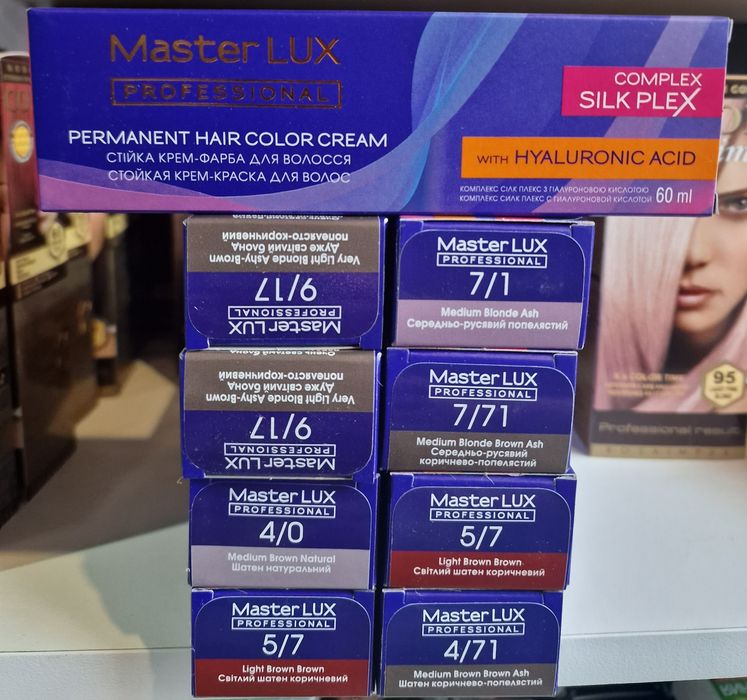 Master LUX
PROFESSIONAL
PERMANENT HAIR COLOR CREAM
СТІЙКА КРЕМ-ФАРБА ДЛЯ ВОЛОССЯ
СТОЙКАЯ КРЕМ-КРАСКА ДЛЯ ВОЛОС
COMPLEX
SILK PLEX
WITH HYALURONIC ACID
КОМПЛЕКС СІЛК ПЛЕКС З ГІАЛУРОНОВОЮ КИСЛОТОЮ
КОМПЛЕКС СИЛК ПЛЕКС С ГИАЛУРОНОВОЙ КИСЛОТОЙ 60 ml
Master LUX
PROFESSIONAL
9/17
Very Light Blonde Ashy-Brown
Дуже світлий блонд
попелясто-коричневий
Master LUX
PROFESSIONAL
7/1
Medium Blonde Ash
Середньо-русявий попелястий
Master LUX
PROFESSIONAL
9/17
Very Light Blonde Ashy-Brown
Дуже світлий блонд
попелясто-коричневий
Очень светлый блонд
Master LUX
PROFESSIONAL
7/71
Medium Blonde Brown Ash
Середньо-русявий
коричнево-попелястий
Master LUX
PROFESSIONAL
4/0
Medium Brown Natural
Шатен натуральний
Master LUX
PROFESSIONAL
5/7
Light Brown Brown
Світлий шатен коричневий
Master LUX
PROFESSIONAL
5/7
Light Brown Brown
Світлий шатен коричневий
Master LUX
PROFESSIONAL
4/71
Medium Brown Brown Ash
Шатен коричнево-попелястий
95
Professional result